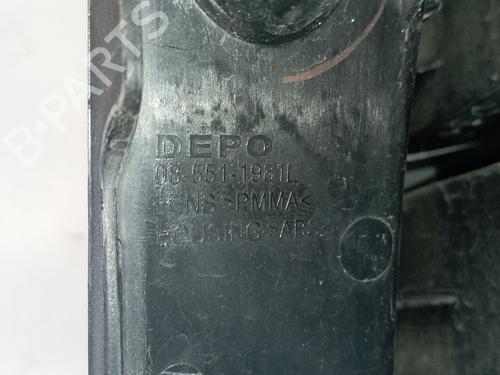 B-PARTS
DEPO
08-551-1961L
LENS >PMMA<
HOUSING >ABS<